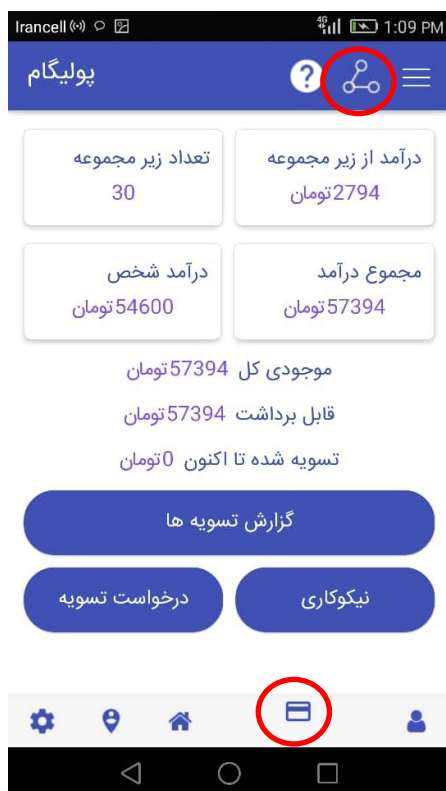 Irancell 4G 1:09 PM
پولیگام ?
درآمد از زیر مجموعه
2794تومان
تعداد زیر مجموعه
30
مجموع درآمد
57394تومان
درآمد شخص
54600تومان
موجودی کل 57394تومان
قابل برداشت 57394تومان
تسویه شده تا اکنون 0تومان
گزارش تسویه ها
نیکوکاری
درخواست تسویه